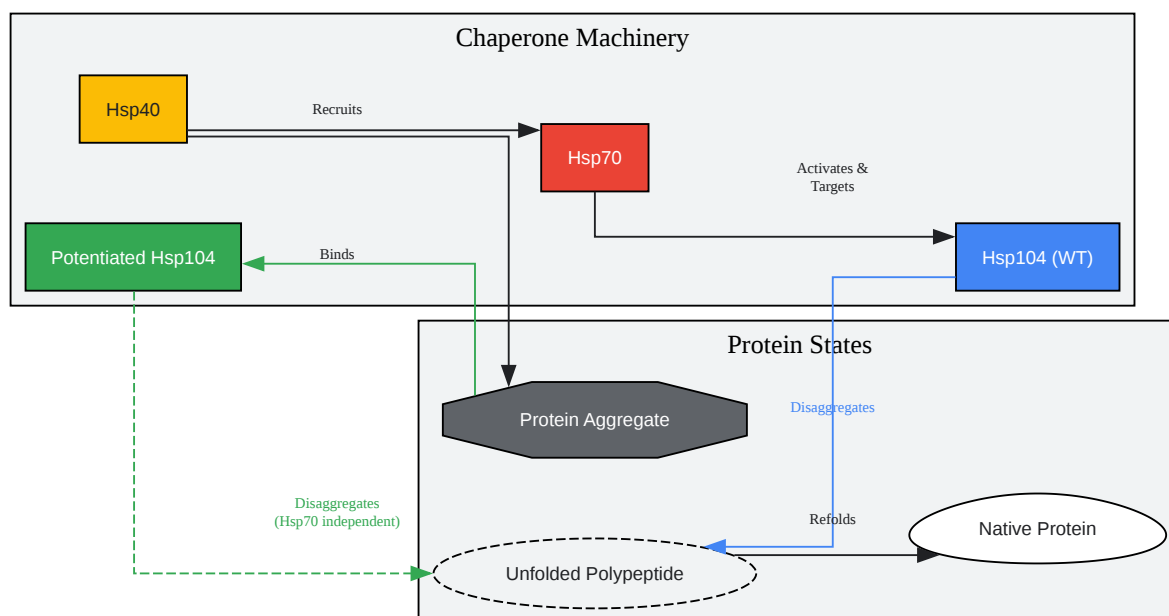 Chaperone Machinery
Hsp40
Recruits
Hsp70
Activates &
Targets
Potentiated Hsp104
Binds
Hsp104 (WT)
Protein States
Disaggregates
Protein Aggregate
Disaggregates
(Hsp70 independent)
Refolds
Native Protein
Unfolded Polypeptide